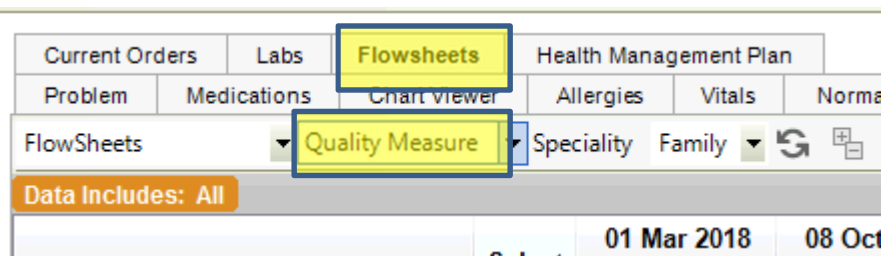 Current Orders Labs Flowsheets Health Management Plan
Problem Medications Chart Viewer Allergies Vitals
FlowSheets Quality Measure Speciality Family
Data Includes: All
01 Mar 2018 08 Oct